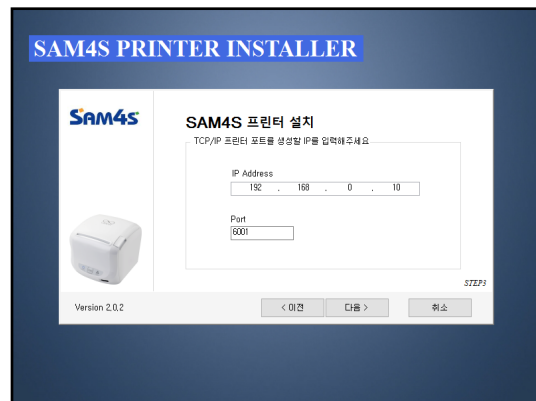 SAM4S PRINTER INSTALLER
SAM4S
SAM4S 프린터 설치
TCP/IP 프린터 포트를 생성할 IP를 입력해주세요
IP Address
192 . 168 . 0 . 10
Port
6001
STEP3
Version 2,0,2
< 이전
다음 >
취소